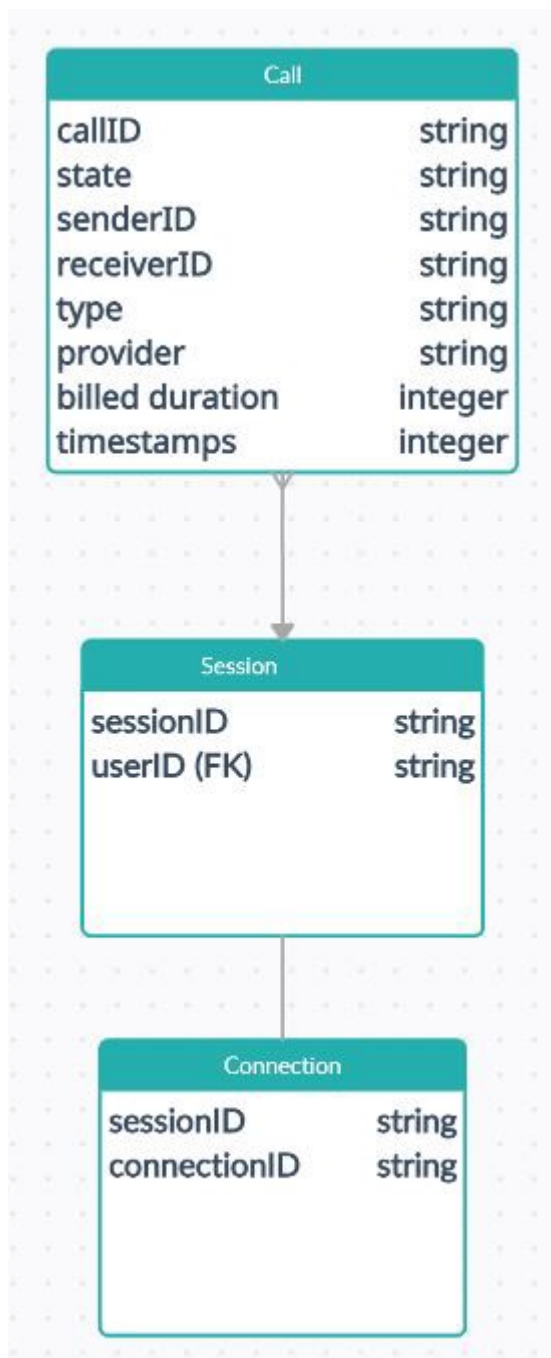 Call
callID string
state string
senderID string
receiverID string
type string
provider string
billed duration integer
timestamps integer
Session
sessionID string
userID (FK) string
Connection
sessionID string
connectionID string